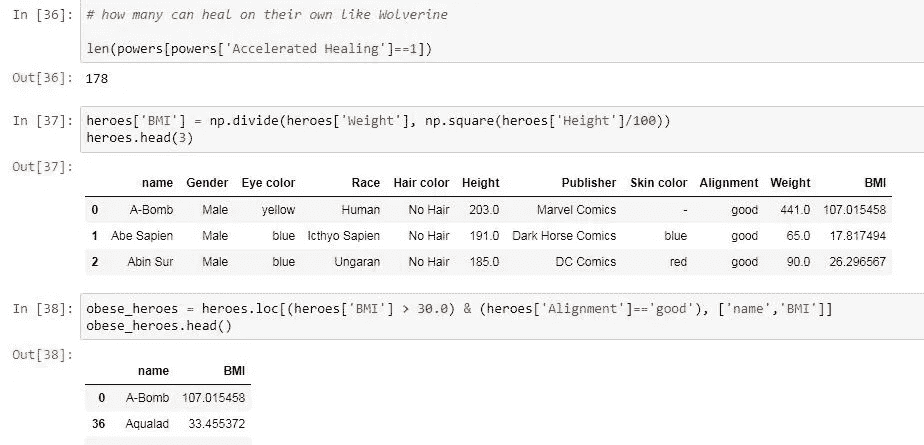 In [36]: # how many can heal on their own like Wolverine
len(powers[powers['Accelerated Healing']==1])
Out[36]: 178
In [37]: heroes['BMI'] = np.divide(heroes['Weight'], np.square(heroes['Height']/100))
heroes.head(3)
Out[37]:
name Gender Eye color Race Hair color Height Publisher Skin color Alignment Weight BMI
0 A-Bomb Male yellow Human No Hair 203.0 Marvel Comics - good 441.0 107.015458
1 Abe Sapien Male blue Icthyo Sapien No Hair 191.0 Dark Horse Comics blue good 65.0 17.817494
2 Abin Sur Male blue Ungaran No Hair 185.0 DC Comics red good 90.0 26.296567
In [38]: obese_heroes = heroes.loc[(heroes['BMI'] > 30.0) & (heroes['Alignment']=='good'), ['name','BMI']]
obese_heroes.head()
Out[38]:
name BMI
0 A-Bomb 107.015458
36 Aqualad 33.455372